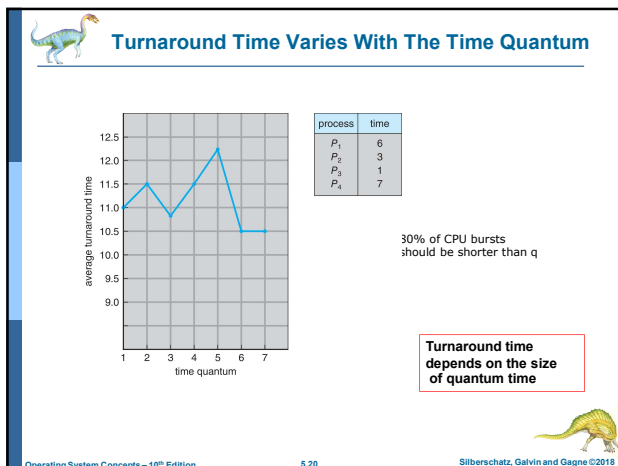 Turnaround Time Varies With The Time Quantum
process time
P1 6
P2 3
P3 1
P4 7
12.5
12.0
11.5
11.0
10.5
10.0
9.5
9.0
average turnaround time
1 2 3 4 5 6 7
time quantum
80% of CPU bursts
should be shorter than q
Turnaround time
depends on the size
of quantum time
Operating System Concepts – 10th Edition 5.20 Silberschatz, Galvin and Gagne ©2018